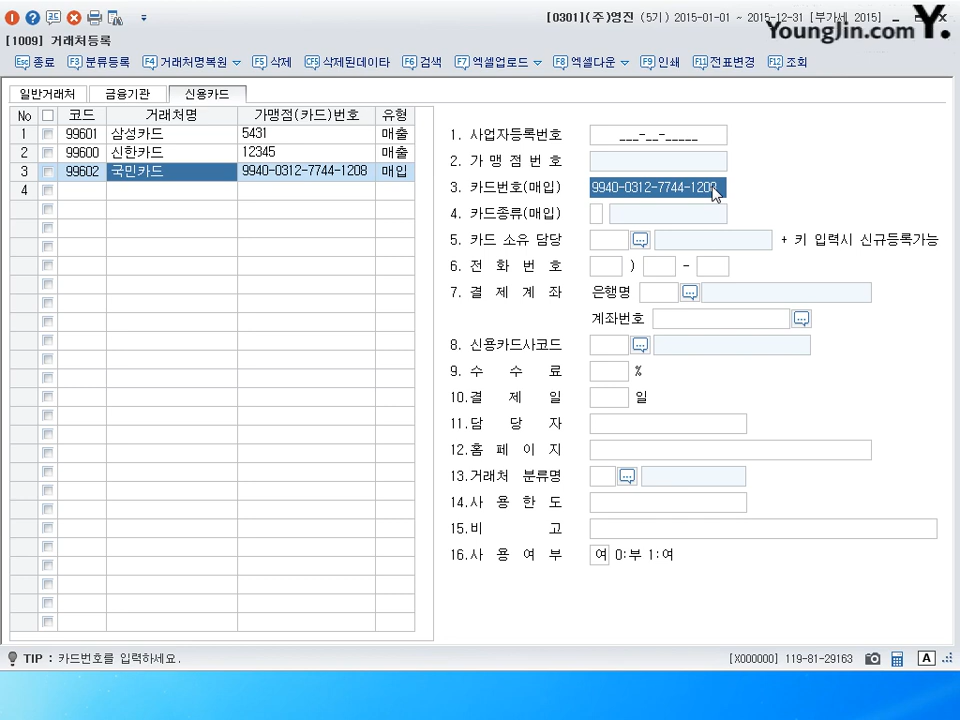 [0301] (주)영진 (5기) 2015-01-01 ~ 2015-12-31 [부가세 2015]
YoungJin.com Y.
[1009] 거래처등록
Esc 종료 F3 분류등록 F4 거래처명복원 F5 삭제 CF5 삭제된데이타 F6 검색 F7 엑셀업로드 F8 엑셀다운 F9 인쇄 F11 전표변경 F12 조회
일반거래처 금융기관 신용카드
No 코드 거래처명 가맹점(카드)번호 유형
1 99601 삼성카드 5431 매출
2 99600 신한카드 12345 매출
3 99602 국민카드 9940-0312-7744-1208 매입
4
1. 사업자등록번호 ___-__-_____
2. 가 맹 점 번 호
3. 카드번호(매입) 9940-0312-7744-1208
4. 카드종류(매입)
5. 카드 소유 담당 + 키 입력시 신규등록가능
6. 전 화 번 호 ) -
7. 결 제 계 좌 은행명
계좌번호
8. 신용카드사코드
9. 수 수 료 %
10.결 제 일 일
11.담 당 자
12.홈 페 이 지
13.거래처 분류명
14.사 용 한 도
15.비 고
16.사 용 여 부 여 0:부 1:여
TIP : 카드번호를 입력하세요.
[X000000] 119-81-29163 A